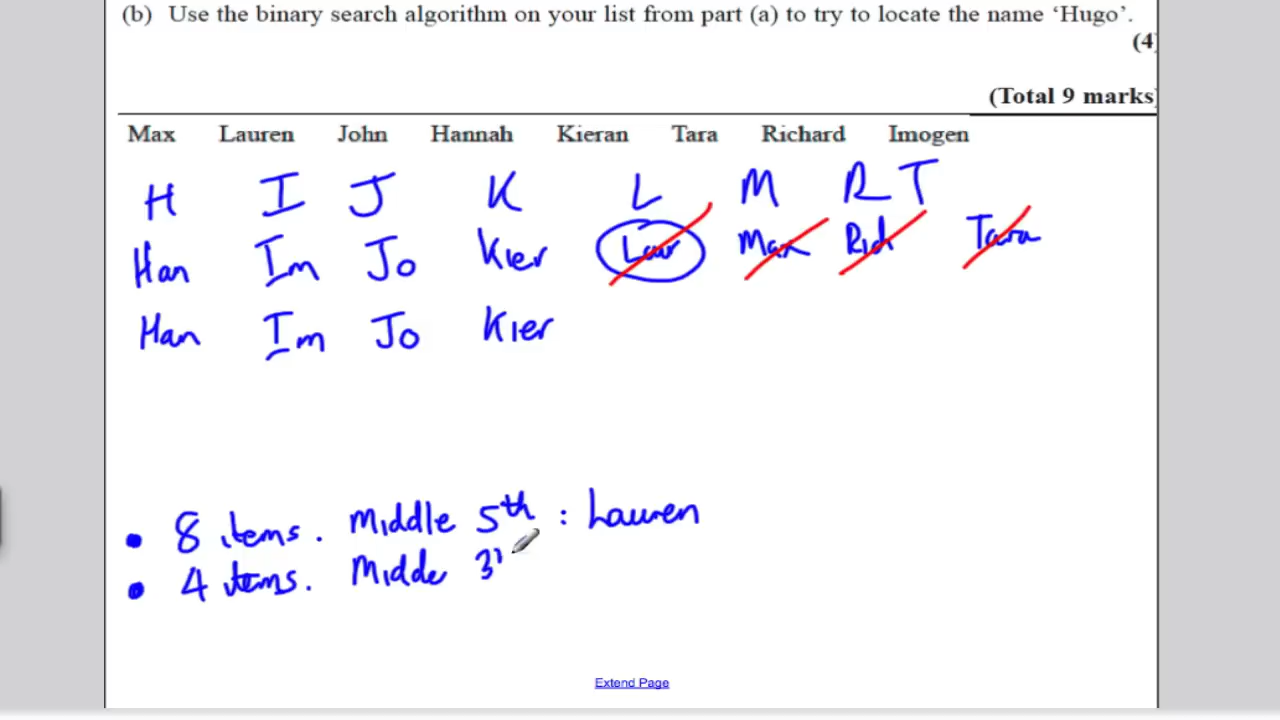 (b) Use the binary search algorithm on your list from part (a) to try to locate the name ‘Hugo’.
(4)
(Total 9 marks)
Max Lauren John Hannah Kieran Tara Richard Imogen
H I J K L M R T
Han Im Jo Kier Laur Max Rich Tara
Han Im Jo Kier
• 8 items. Middle 5th : Lauren
• 4 items. Midde 3r
Extend Page